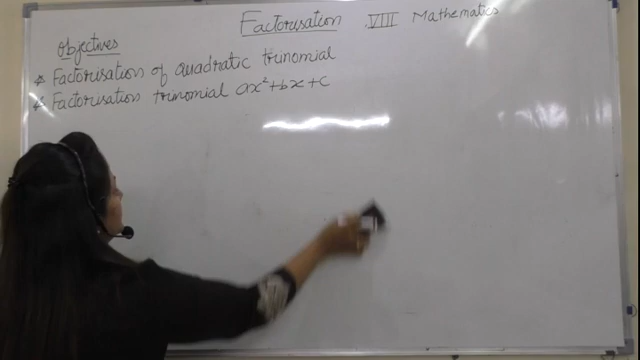 Factorisation VIII Mathematics
Objectives
* Factorisation of quadratic trinomial
* Factorisation trinomial ax²+bx+c